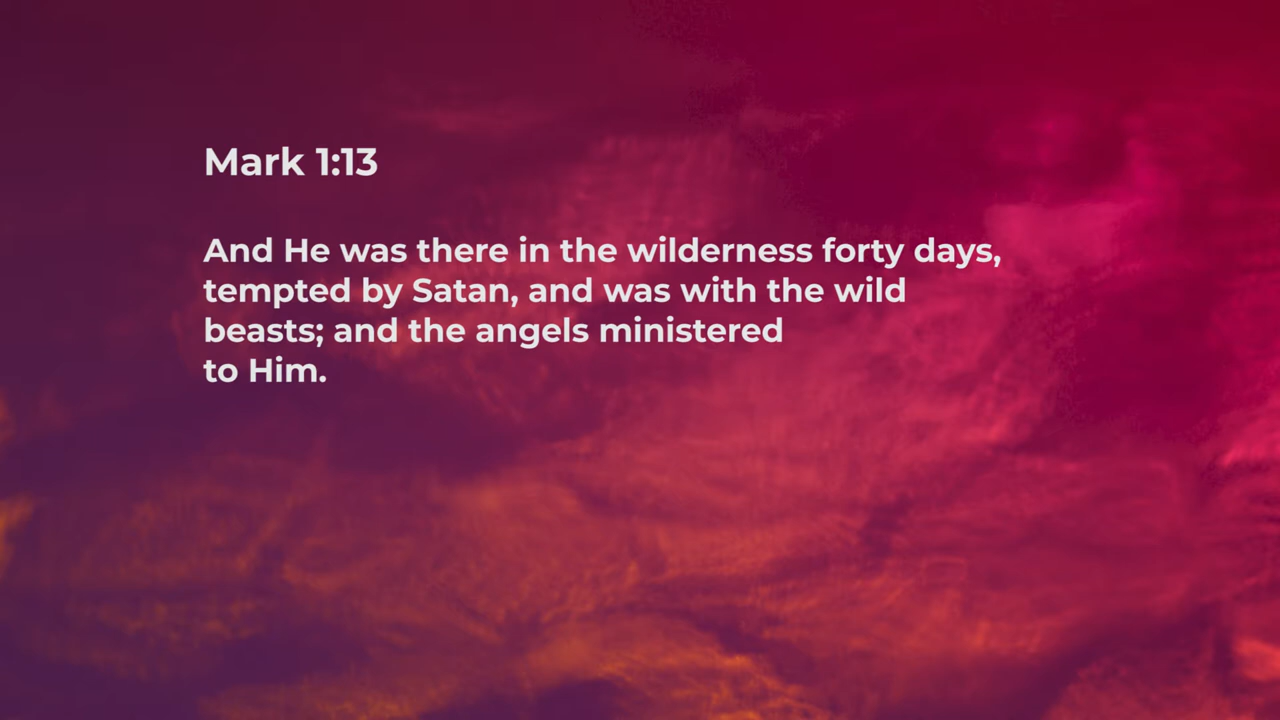 Mark 1:13
And He was there in the wilderness forty days,
tempted by Satan, and was with the wild
beasts; and the angels ministered
to Him.